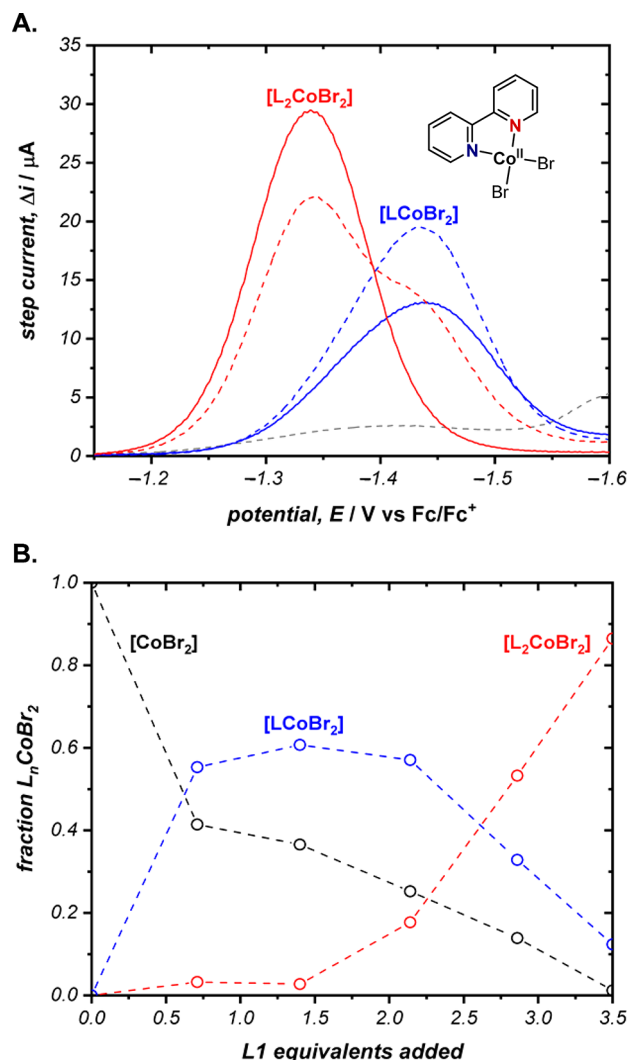 A.
35
30
25
20
15
10
5
0
step current, Δi / μA
[L₂CoBr₂]
[LCoBr₂]
N
N
Coᴵᴵ
Br
Br
−1.2
−1.3
−1.4
−1.5
−1.6
potential, E / V vs Fc/Fc⁺
B.
1.0
0.8
0.6
0.4
0.2
0.0
fraction LₙCoBr₂
[CoBr₂]
[LCoBr₂]
[L₂CoBr₂]
0.0
0.5
1.0
1.5
2.0
2.5
3.0
3.5
L1 equivalents added